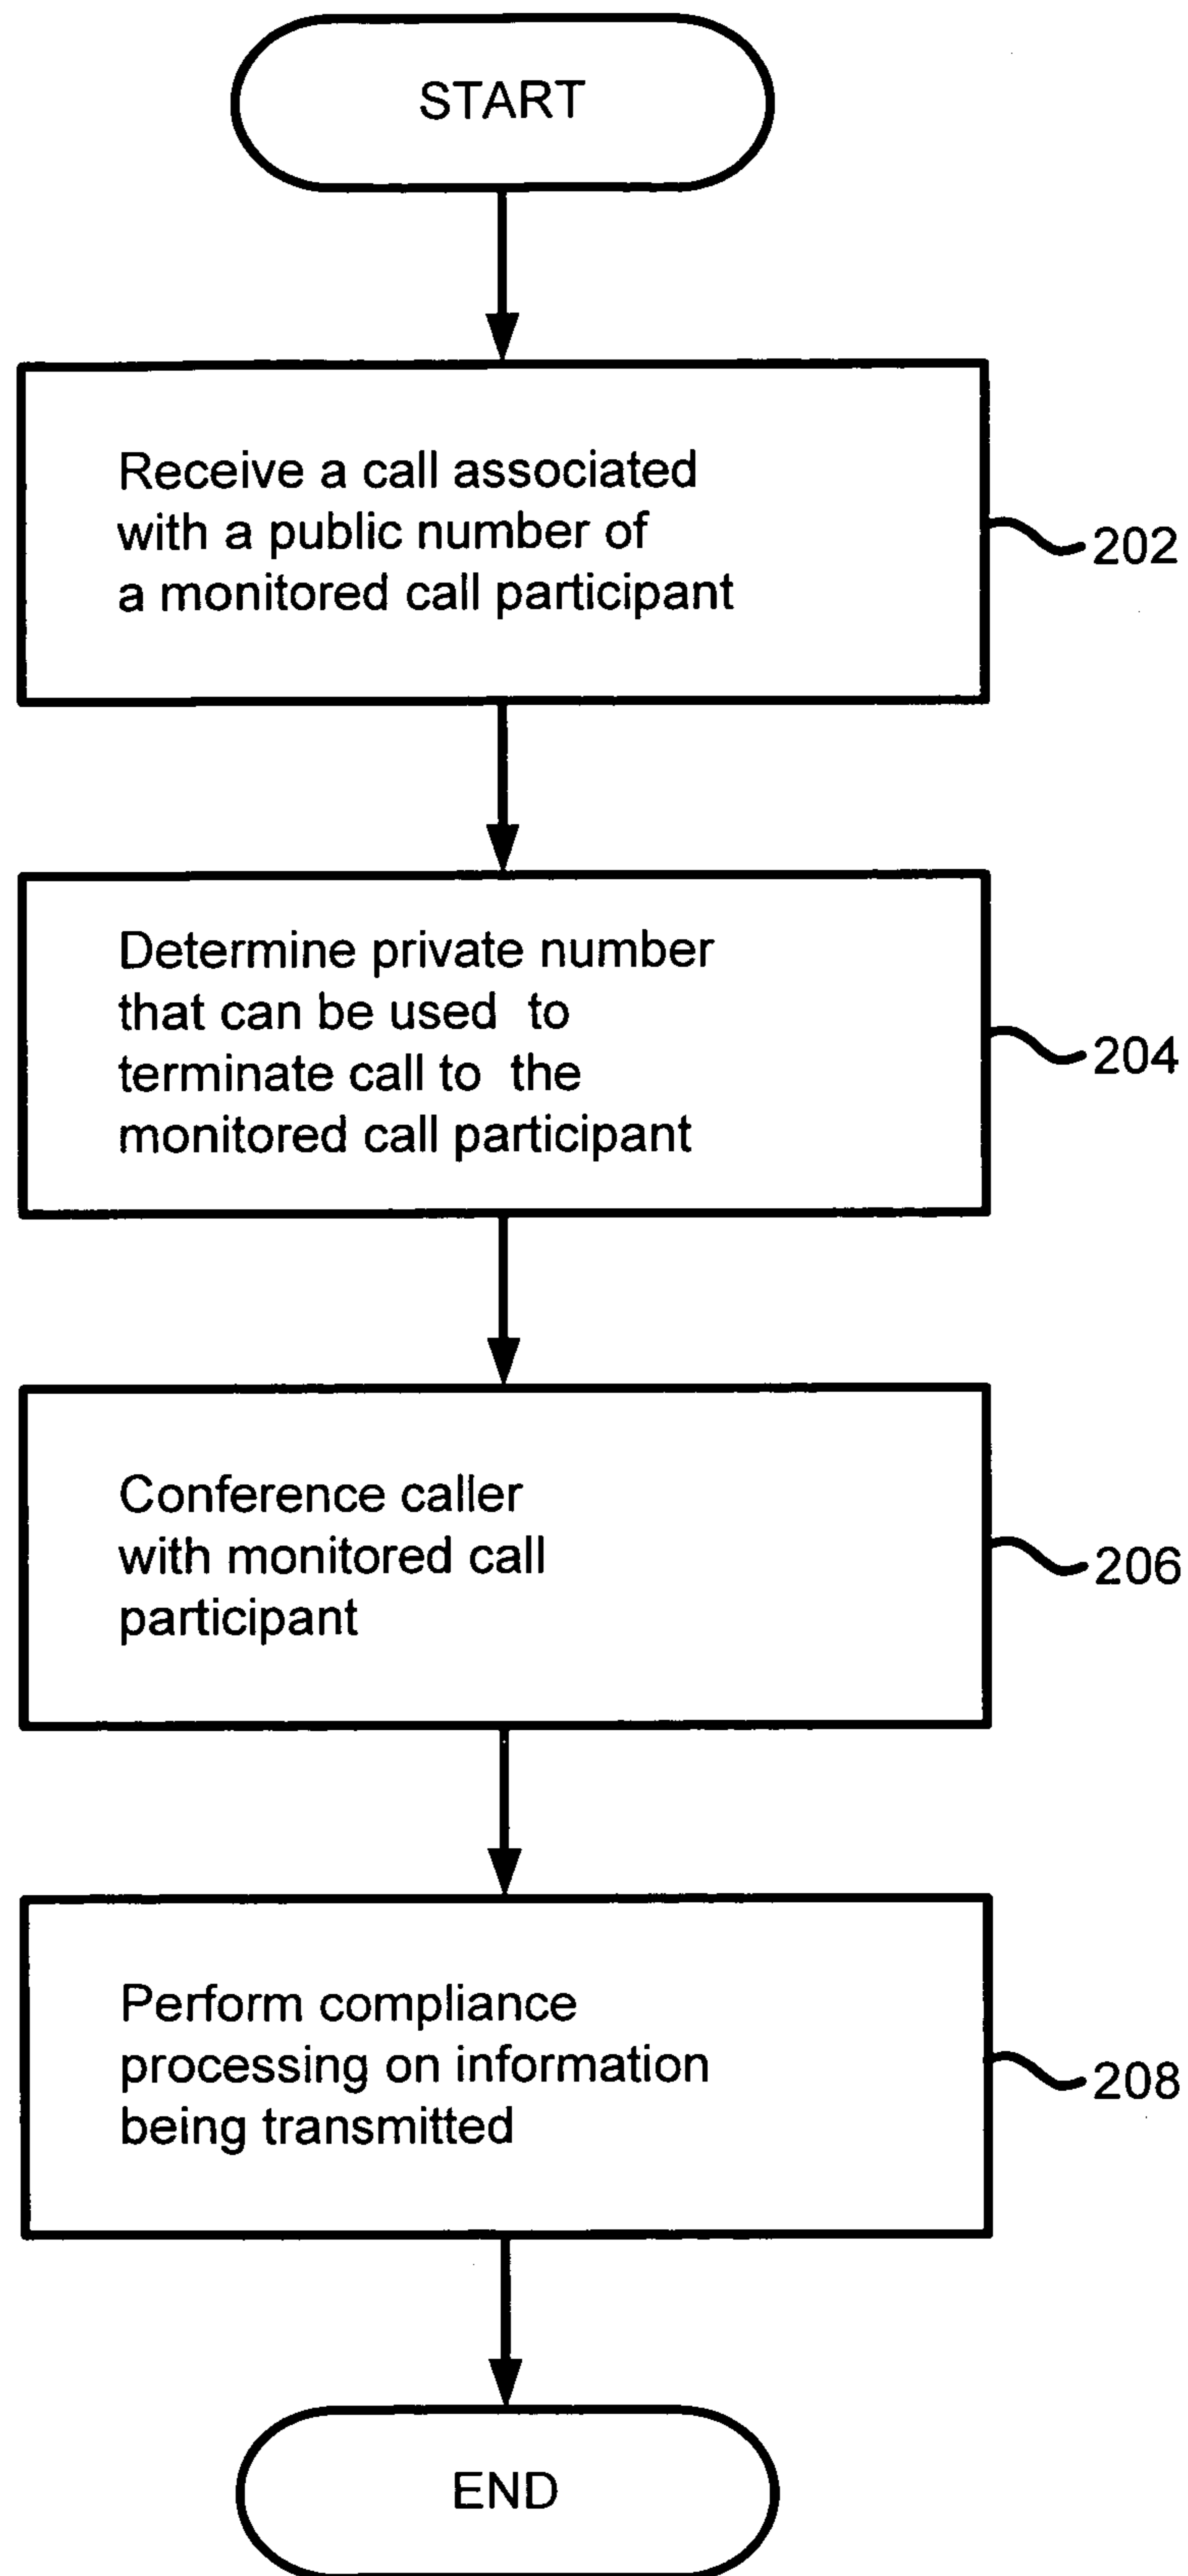 START
Receive a call associated
with a public number of
a monitored call participant
202
Determine private number
that can be used to
terminate call to the
monitored call participant
204
Conference caller
with monitored call
participant
206
Perform compliance
processing on information
being transmitted
208
END